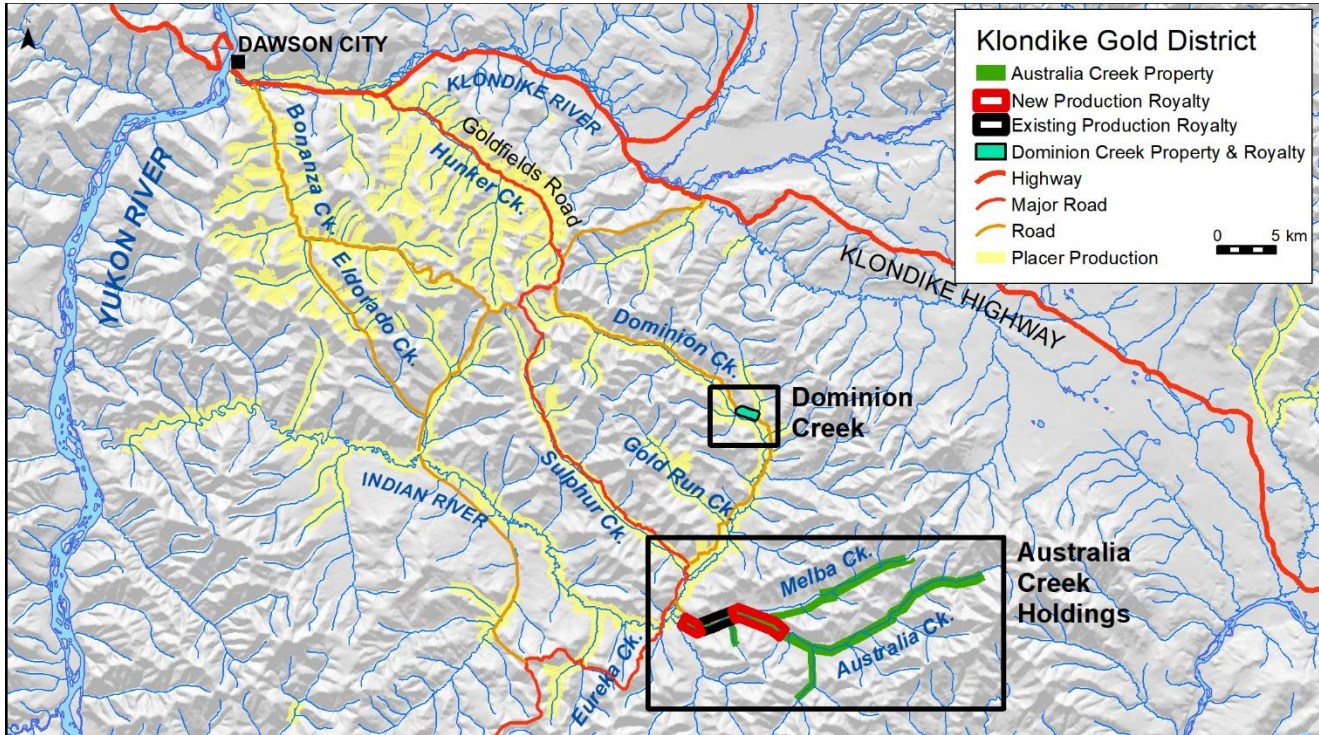 N
DAWSON CITY
KLONDIKE RIVER
Goldfields Road
Bonanza Ck.
Hunker Ck.
YUKON RIVER
Eldorado Ck.
KLONDIKE HIGHWAY
Dominion Ck.
Dominion
Creek
Gold Run Ck.
Sulphur Ck.
INDIAN RIVER
Australia
Creek
Holdings
Melba Ck.
Australia Ck.
Eureka Ck.
Klondike Gold District
Australia Creek Property
New Production Royalty
Existing Production Royalty
Dominion Creek Property & Royalty
Highway
Major Road
Road
Placer Production
0 5 km